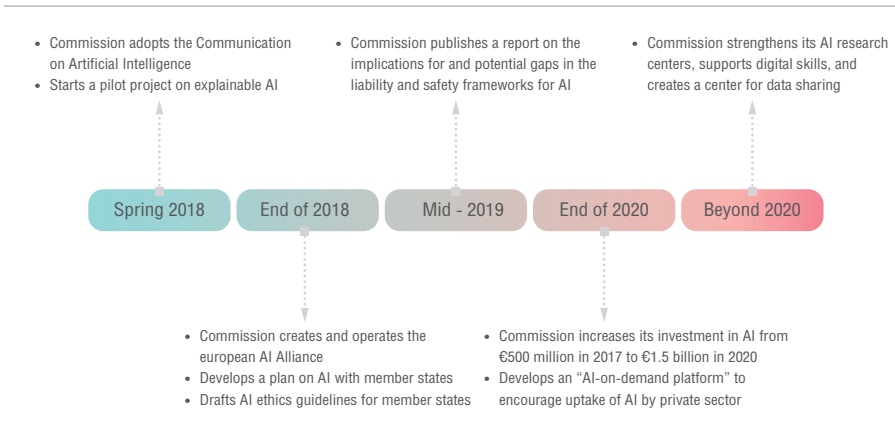 • Commission adopts the Communication
on Artificial Intelligence
• Starts a pilot project on explainable AI
• Commission publishes a report on the
implications for and potential gaps in the
liability and safety frameworks for AI
• Commission strengthens its AI research
centers, supports digital skills, and
creates a center for data sharing
Spring 2018
End of 2018
Mid - 2019
End of 2020
Beyond 2020
• Commission creates and operates the
european AI Alliance
• Develops a plan on AI with member states
• Drafts AI ethics guidelines for member states
• Commission increases its investment in AI from
€500 million in 2017 to €1.5 billion in 2020
• Develops an “AI-on-demand platform” to
encourage uptake of AI by private sector